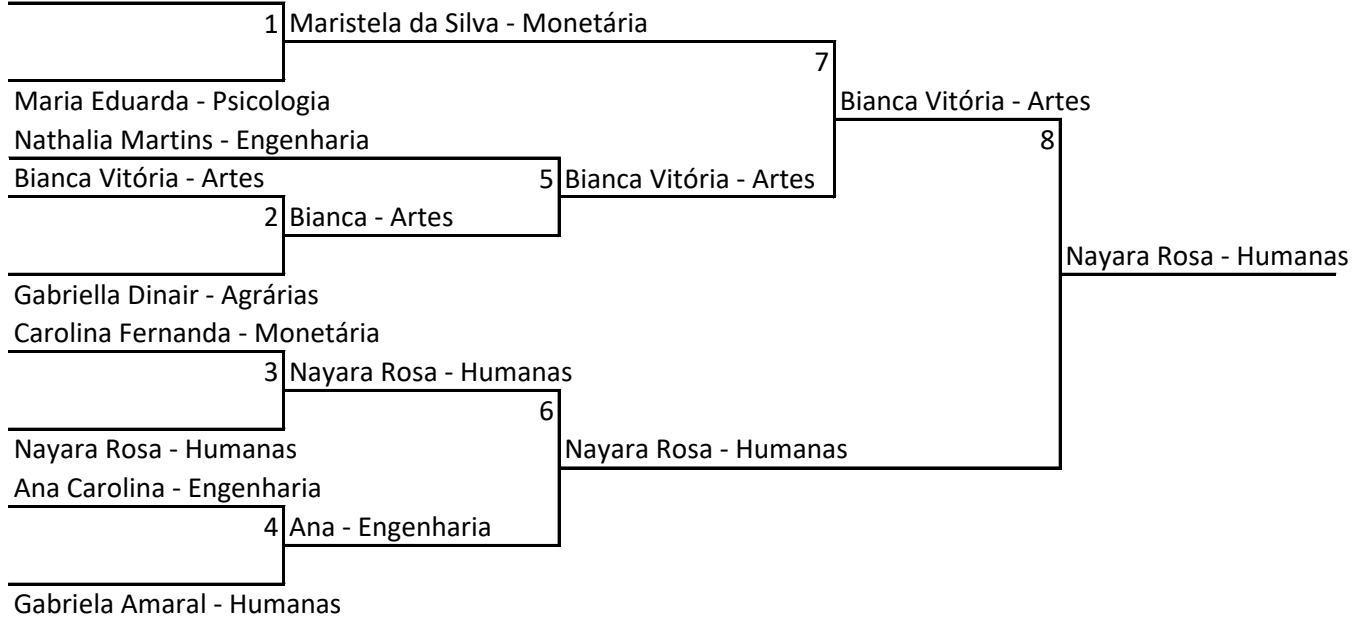 1 Maristela da Silva - Monetária
7
Maria Eduarda - Psicologia
Bianca Vitória - Artes
Nathalia Martins - Engenharia
8
Bianca Vitória - Artes
5 Bianca Vitória - Artes
2 Bianca - Artes
Nayara Rosa - Humanas
Gabriella Dinair - Agrárias
Carolina Fernanda - Monetária
3 Nayara Rosa - Humanas
6
Nayara Rosa - Humanas
Nayara Rosa - Humanas
Ana Carolina - Engenharia
4 Ana - Engenharia
Gabriela Amaral - Humanas